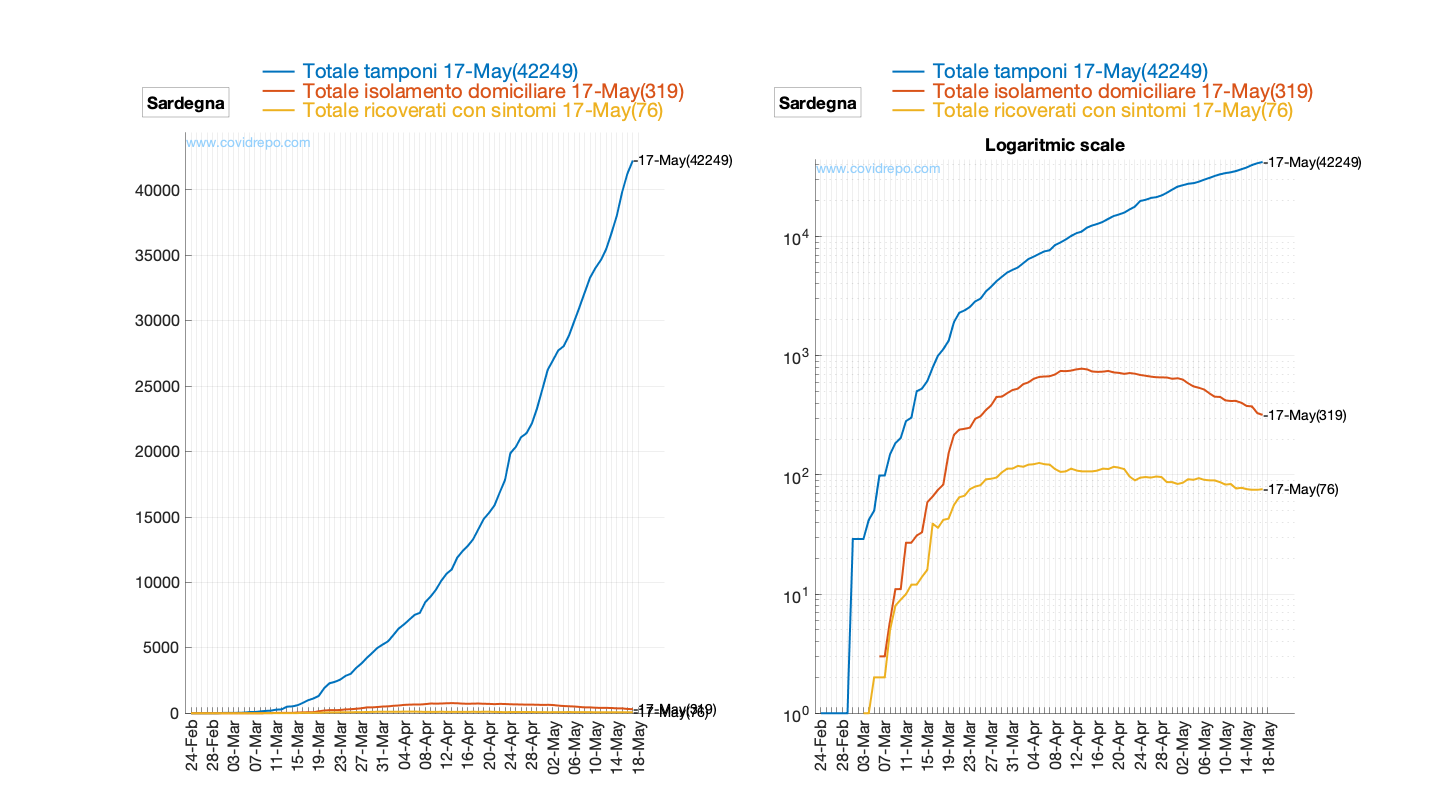 Totale tamponi 17-May(42249)
Totale isolamento domiciliare 17-May(319)
Totale ricoverati con sintomi 17-May(76)
Sardegna
www.covidrepo.com
-17-May(42249)
40000
35000
30000
25000
20000
15000
10000
5000
0
-17-May(319)
-17-May(76)
24-Feb
28-Feb
03-Mar
07-Mar
11-Mar
15-Mar
19-Mar
23-Mar
27-Mar
31-Mar
04-Apr
08-Apr
12-Apr
16-Apr
20-Apr
24-Apr
28-Apr
02-May
06-May
10-May
14-May
18-May
Totale tamponi 17-May(42249)
Totale isolamento domiciliare 17-May(319)
Totale ricoverati con sintomi 17-May(76)
Sardegna
Logaritmic scale
www.covidrepo.com
-17-May(42249)
10⁴
10³
-17-May(319)
10²
-17-May(76)
10¹
10⁰
24-Feb
28-Feb
03-Mar
07-Mar
11-Mar
15-Mar
19-Mar
23-Mar
27-Mar
31-Mar
04-Apr
08-Apr
12-Apr
16-Apr
20-Apr
24-Apr
28-Apr
02-May
06-May
10-May
14-May
18-May